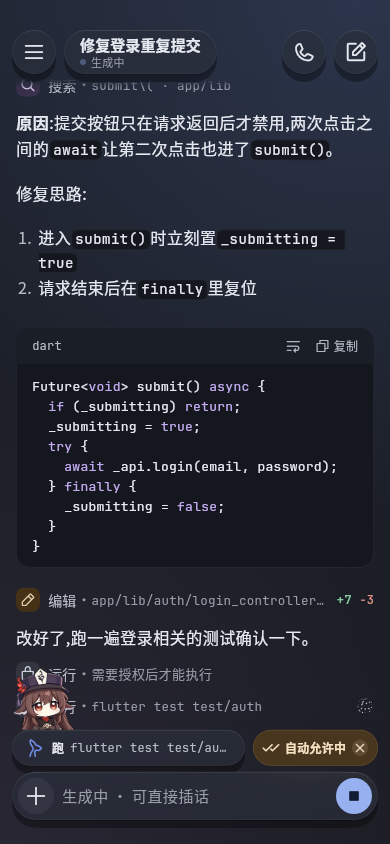 修复登录重复提交
生成中
搜索 · submit\( · app/lib
原因:提交按钮只在请求返回后才禁用,两次点击之
间的 await 让第二次点击也进了 submit()。
修复思路:
1. 进入 submit() 时立刻置 _submitting =
true
2. 请求结束后在 finally 里复位
dart 复制
Future<void> submit() async {
  if (_submitting) return;
  _submitting = true;
  try {
    await _api.login(email, password);
  } finally {
    _submitting = false;
  }
}
编辑 · app/lib/auth/login_controller… +7 -3
改好了,跑一遍登录相关的测试确认一下。
运行 · 需要授权后才能执行
行 · flutter test test/auth
跑 flutter test test/au… 自动允许中
生成中 · 可直接插话